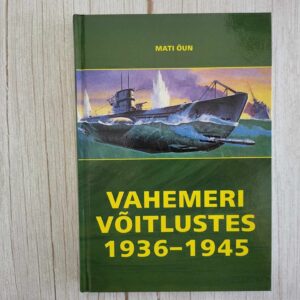 MATI ÕUN
VAHEMERI
VÕITLUSTES
1936–1945